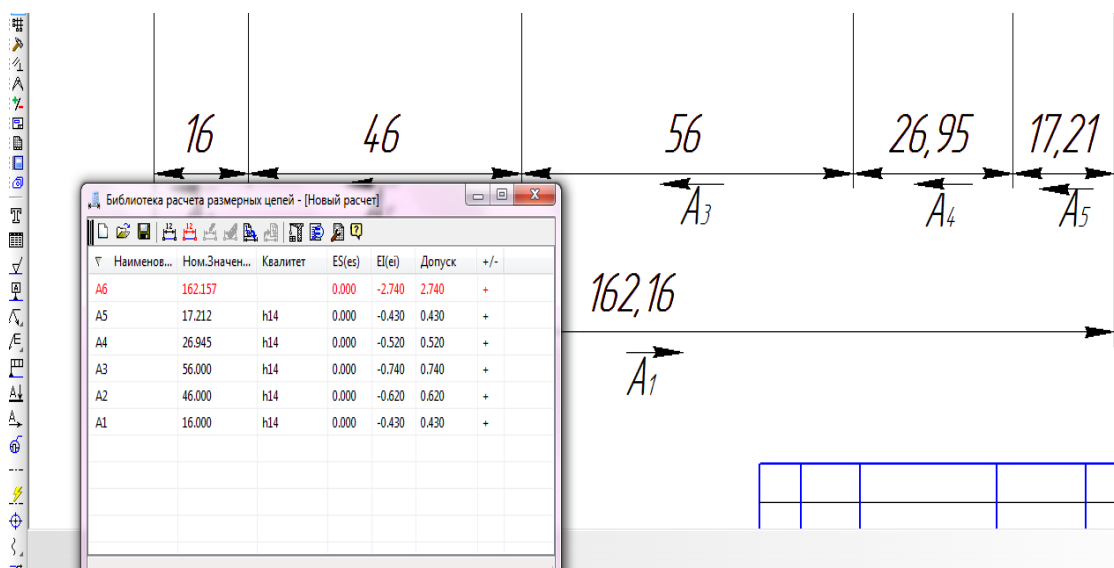 16 46 56 26,95 17,21
A3 A4 A5
Библиотека расчета размерных цепей - [Новый расчет]
Наименов... Ном.Значен... Квалитет ES(es) EI(ei) Допуск +/-
A6 162.157 0.000 -2.740 2.740 +
A5 17.212 h14 0.000 -0.430 0.430 +
A4 26.945 h14 0.000 -0.520 0.520 +
A3 56.000 h14 0.000 -0.740 0.740 +
A2 46.000 h14 0.000 -0.620 0.620 +
A1 16.000 h14 0.000 -0.430 0.430 +
162,16
A1